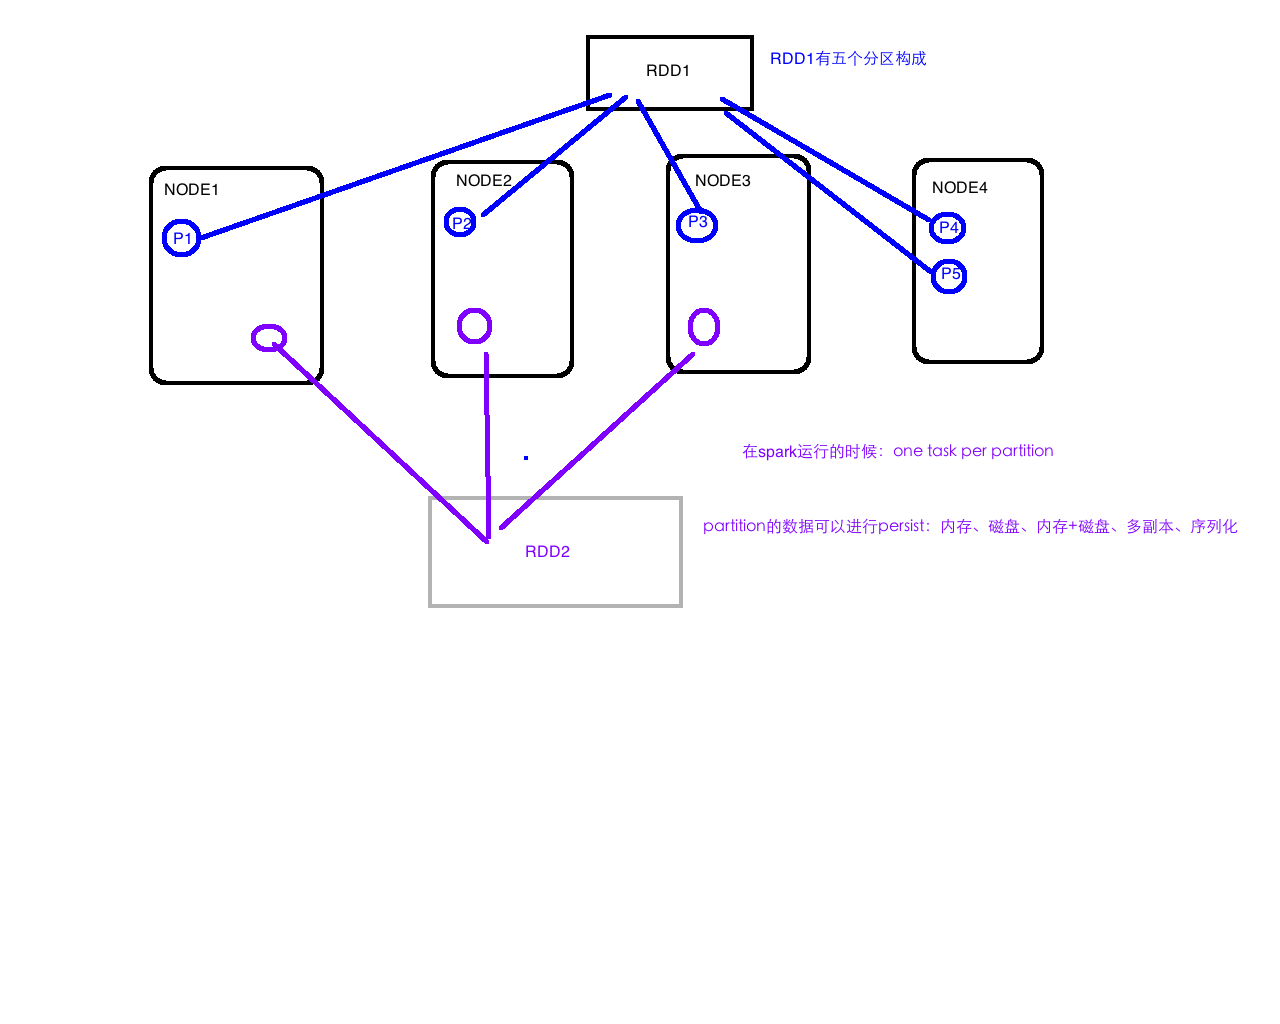 RDD1
RDD1有五个分区构成
NODE1
NODE2
NODE3
NODE4
P1
P2
P3
P4
P5
在spark运行的时候：one task per partition
partition的数据可以进行persist：内存、磁盘、内存+磁盘、多副本、序列化
RDD2